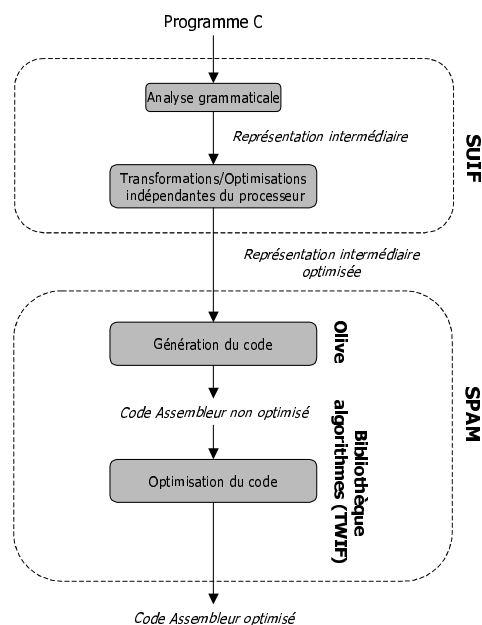 Programme C
Analyse grammaticale
Représentation intermédiaire
Transformations/Optimisations
indépendantes du processeur
SUIF
Représentation intermédiaire
optimisée
Génération du code
Olive
Code Assembleur non optimisé
SPAM
Bibliothèque
algorithmes (TWIF)
Optimisation du code
Code Assembleur optimisé